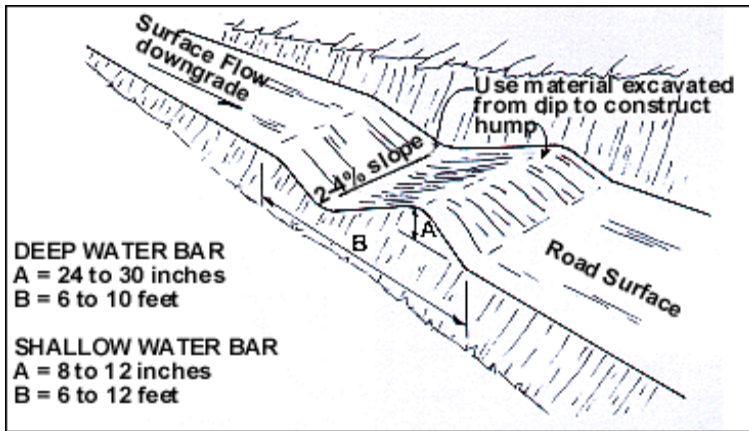 Surface Flow
downgrade
Use material excavated
from dip to construct
hump
2-4% slope
A
B
Road Surface
DEEP WATER BAR
A = 24 to 30 inches
B = 6 to 10 feet
SHALLOW WATER BAR
A = 8 to 12 inches
B = 6 to 12 feet